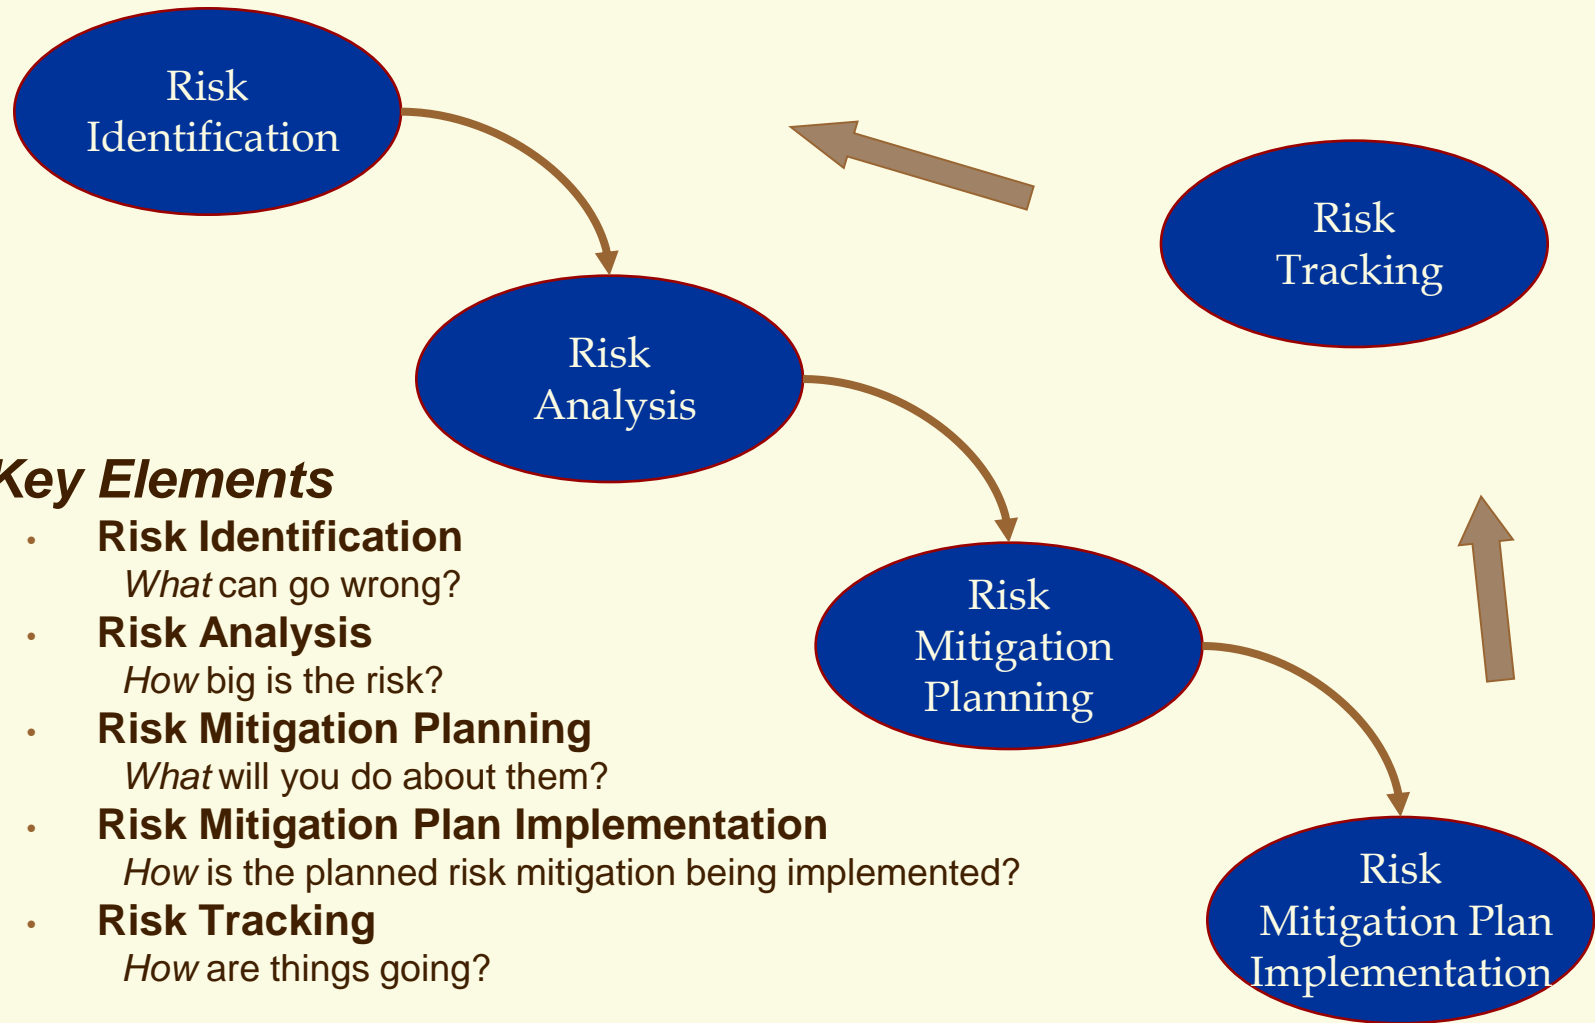 Risk
Identification
Risk
Tracking
Risk
Analysis
Risk
Mitigation
Planning
Risk
Mitigation Plan
Implementation
Key Elements
• Risk Identification
What can go wrong?
• Risk Analysis
How big is the risk?
• Risk Mitigation Planning
What will you do about them?
• Risk Mitigation Plan Implementation
How is the planned risk mitigation being implemented?
• Risk Tracking
How are things going?